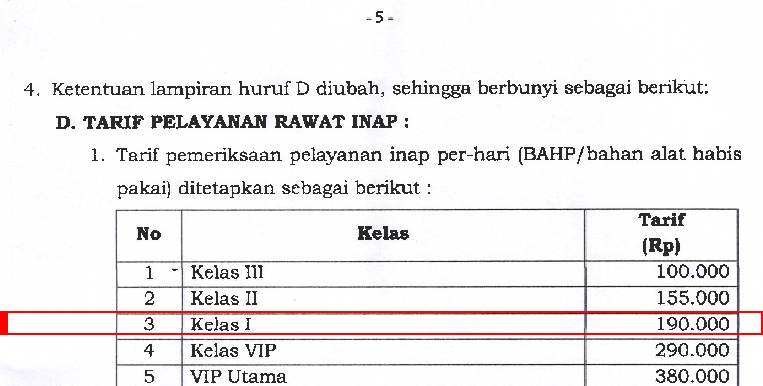 - 5 -
4. Ketentuan lampiran huruf D diubah, sehingga berbunyi sebagai berikut:
D. TARIF PELAYANAN RAWAT INAP :
1. Tarif pemeriksaan pelayanan inap per-hari (BAHP/bahan alat habis
pakai) ditetapkan sebagai berikut :
No Kelas Tarif (Rp)
1 Kelas III 100.000
2 Kelas II 155.000
3 Kelas I 190.000
4 Kelas VIP 290.000
5 VIP Utama 380.000